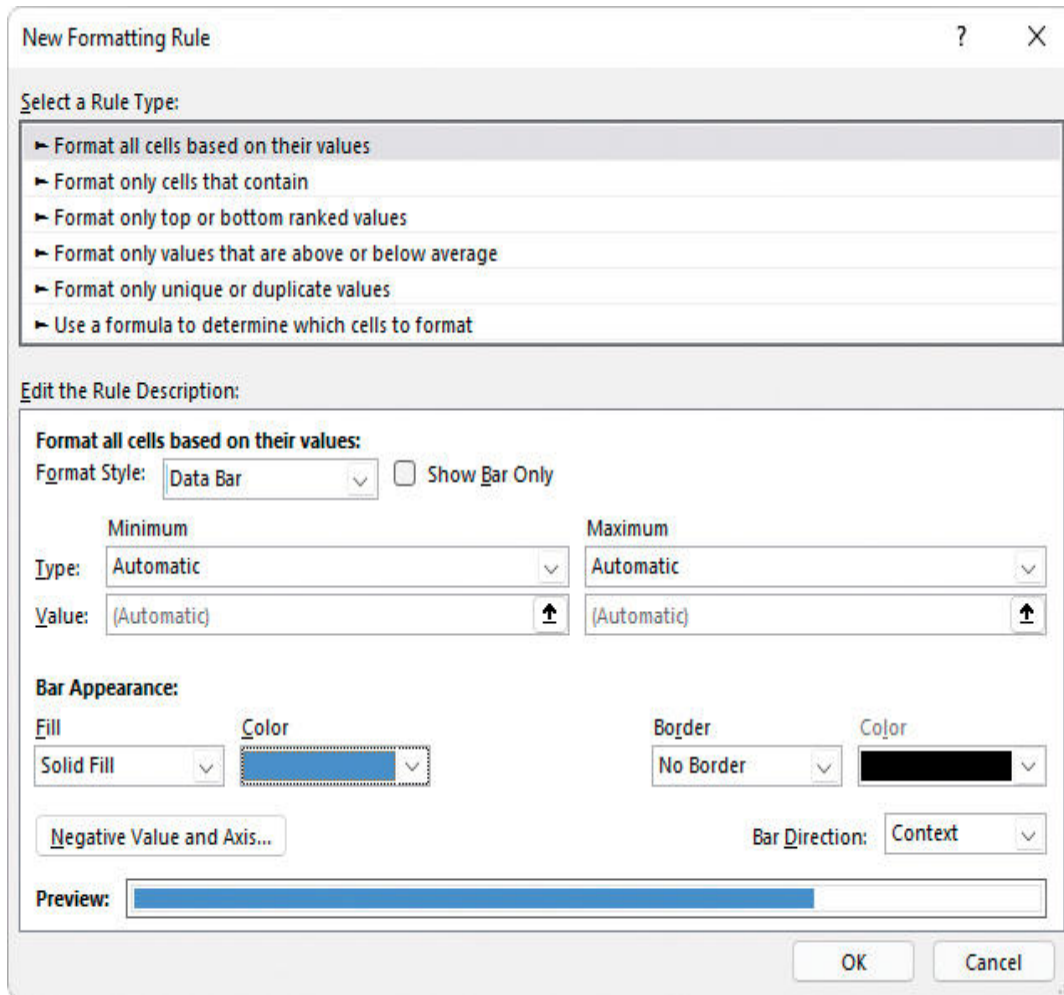 New Formatting Rule ?
Select a Rule Type:
► Format all cells based on their values
► Format only cells that contain
► Format only top or bottom ranked values
► Format only values that are above or below average
► Format only unique or duplicate values
► Use a formula to determine which cells to format
Edit the Rule Description:
Format all cells based on their values:
Format Style: Data Bar Show Bar Only
Minimum Maximum
Type: Automatic Automatic
Value: (Automatic) (Automatic)
Bar Appearance:
Fill Color Border Color
Solid Fill No Border
Negative Value and Axis... Bar Direction: Context
Preview:
OK Cancel